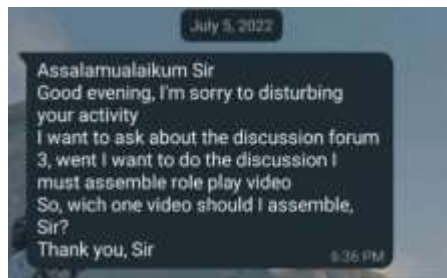 July 5, 2022
Assalamualaikum Sir
Good evening, I'm sorry to disturbing
your activity
I want to ask about the discussion forum
3, went I want to do the discussion I
must assemble role play video
So, wich one video should I assemble,
Sir?
Thank you, Sir
6:36 PM